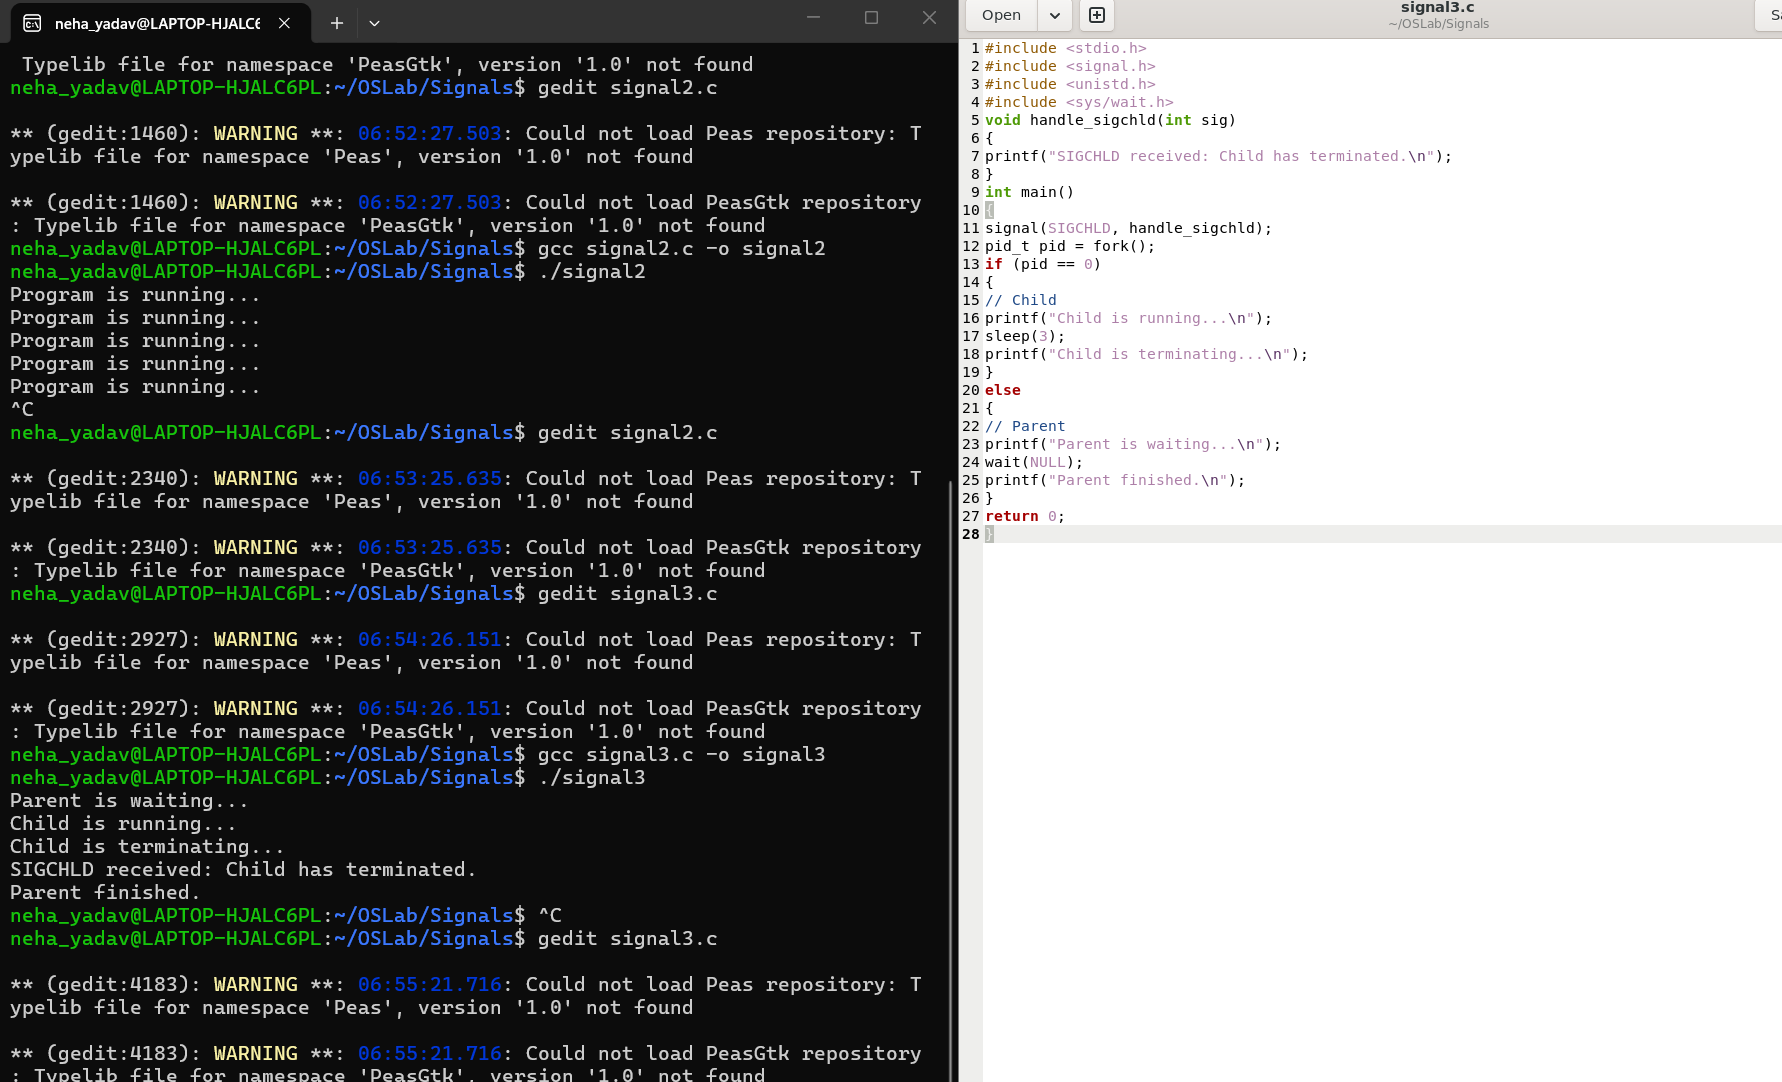 neha_yadav@LAPTOP-HJALC6
 Typelib file for namespace 'PeasGtk', version '1.0' not found
neha_yadav@LAPTOP-HJALC6PL:~/OSLab/Signals$ gedit signal2.c
** (gedit:1460): WARNING **: 06:52:27.503: Could not load Peas repository: T
ypelib file for namespace 'Peas', version '1.0' not found
** (gedit:1460): WARNING **: 06:52:27.503: Could not load PeasGtk repository
: Typelib file for namespace 'PeasGtk', version '1.0' not found
neha_yadav@LAPTOP-HJALC6PL:~/OSLab/Signals$ gcc signal2.c -o signal2
neha_yadav@LAPTOP-HJALC6PL:~/OSLab/Signals$ ./signal2
Program is running...
Program is running...
Program is running...
Program is running...
Program is running...
^C
neha_yadav@LAPTOP-HJALC6PL:~/OSLab/Signals$ gedit signal2.c
** (gedit:2340): WARNING **: 06:53:25.635: Could not load Peas repository: T
ypelib file for namespace 'Peas', version '1.0' not found
** (gedit:2340): WARNING **: 06:53:25.635: Could not load PeasGtk repository
: Typelib file for namespace 'PeasGtk', version '1.0' not found
neha_yadav@LAPTOP-HJALC6PL:~/OSLab/Signals$ gedit signal3.c
** (gedit:2927): WARNING **: 06:54:26.151: Could not load Peas repository: T
ypelib file for namespace 'Peas', version '1.0' not found
** (gedit:2927): WARNING **: 06:54:26.151: Could not load PeasGtk repository
: Typelib file for namespace 'PeasGtk', version '1.0' not found
neha_yadav@LAPTOP-HJALC6PL:~/OSLab/Signals$ gcc signal3.c -o signal3
neha_yadav@LAPTOP-HJALC6PL:~/OSLab/Signals$ ./signal3
Parent is waiting...
Child is running...
Child is terminating...
SIGCHLD received: Child has terminated.
Parent finished.
neha_yadav@LAPTOP-HJALC6PL:~/OSLab/Signals$ ^C
neha_yadav@LAPTOP-HJALC6PL:~/OSLab/Signals$ gedit signal3.c
** (gedit:4183): WARNING **: 06:55:21.716: Could not load Peas repository: T
ypelib file for namespace 'Peas', version '1.0' not found
** (gedit:4183): WARNING **: 06:55:21.716: Could not load PeasGtk repository
: Typelib file for namespace 'PeasGtk', version '1.0' not found
Open
signal3.c
~/OSLab/Signals
1 #include <stdio.h>
2 #include <signal.h>
3 #include <unistd.h>
4 #include <sys/wait.h>
5 void handle_sigchld(int sig)
6 {
7 printf("SIGCHLD received: Child has terminated.\n");
8 }
9 int main()
10 {
11 signal(SIGCHLD, handle_sigchld);
12 pid_t pid = fork();
13 if (pid == 0)
14 {
15 // Child
16 printf("Child is running...\n");
17 sleep(3);
18 printf("Child is terminating...\n");
19 }
20 else
21 {
22 // Parent
23 printf("Parent is waiting...\n");
24 wait(NULL);
25 printf("Parent finished.\n");
26 }
27 return 0;
28 }